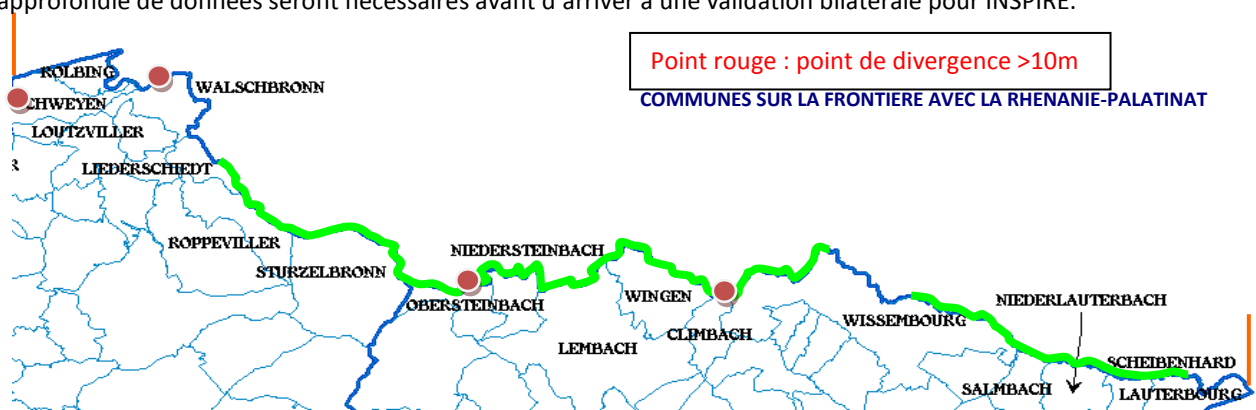 approfondie de données seront nécessaires avant d'arriver à une validation bilatérale pour INSPIRE.
Point rouge : point de divergence >10m
COMMUNES SUR LA FRONTIERE AVEC LA RHENANIE-PALATINAT
ROLBING
WALSCHBRONN
CHWEYEN
LOUTZVILLER
R
LIEDERSCHIEDT
ROPPEVILLER
NIEDERSTEINBACH
STURZELBRONN
OBERSTEINBACH
WINGEN
NIEDERLAUTERBACH
WISSEMBOURG
CLIMBACH
LEMBACH
SCHEIBENHARD
SALMBACH
LAUTERBOURG